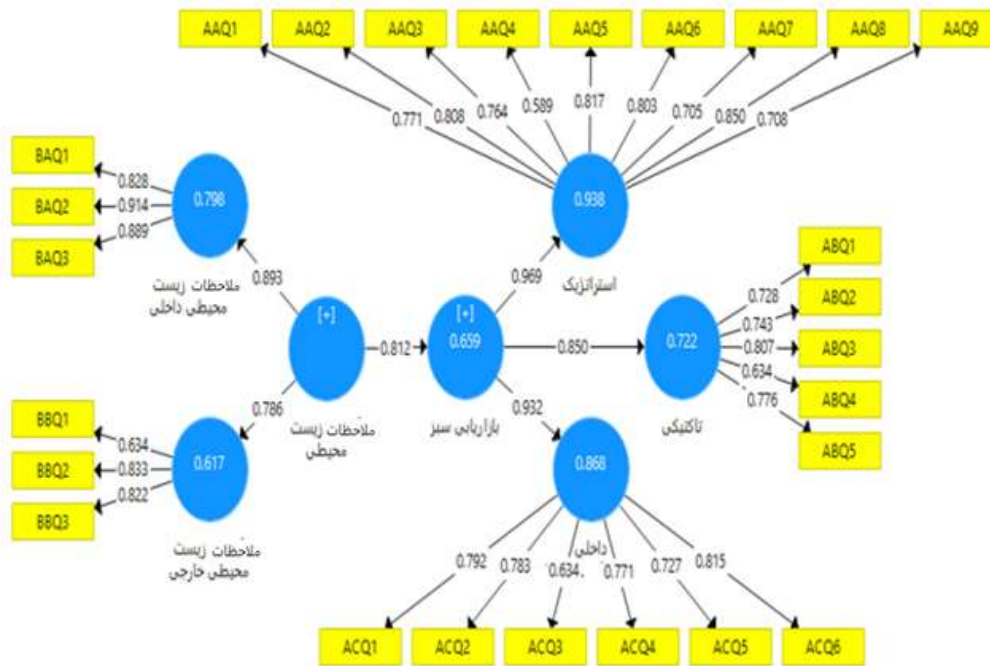 AAQ1 AAQ2 AAQ3 AAQ4 AAQ5 AAQ6 AAQ7 AAQ8 AAQ9
0.771 0.808 0.764 0.589 0.817 0.803 0.705 0.850 0.708
BAQ1
BAQ2
BAQ3
0.828
0.914
0.889
0.798
ملاحظات زیست
محیطی داخلی
0.893
0.938
استراتژیک
0.969
ABQ1
ABQ2
ABQ3
ABQ4
ABQ5
0.728
0.743
0.807
0.634
0.776
[+]
ملاحظات زیست
محیطی
0.812
[+]
0.659
بازاریابی سبز
0.850
0.722
تاکتیکی
0.786
0.932
BBQ1
BBQ2
BBQ3
0.634
0.833
0.822
0.617
ملاحظات زیست
محیطی خارجی
0.868
داخلی
0.792 0.783 0.634 0.771 0.727 0.815
ACQ1 ACQ2 ACQ3 ACQ4 ACQ5 ACQ6